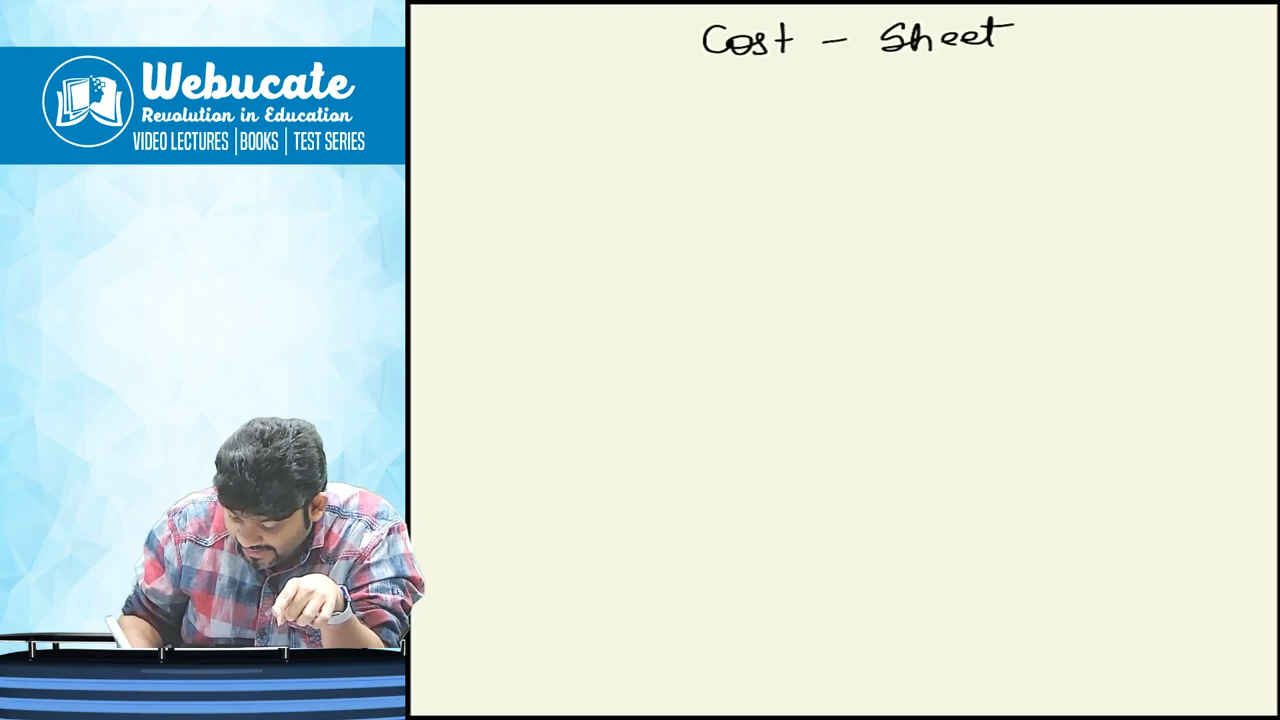 Webucate
Revolution in Education
VIDEO LECTURES | BOOKS | TEST SERIES
Cost - Sheet